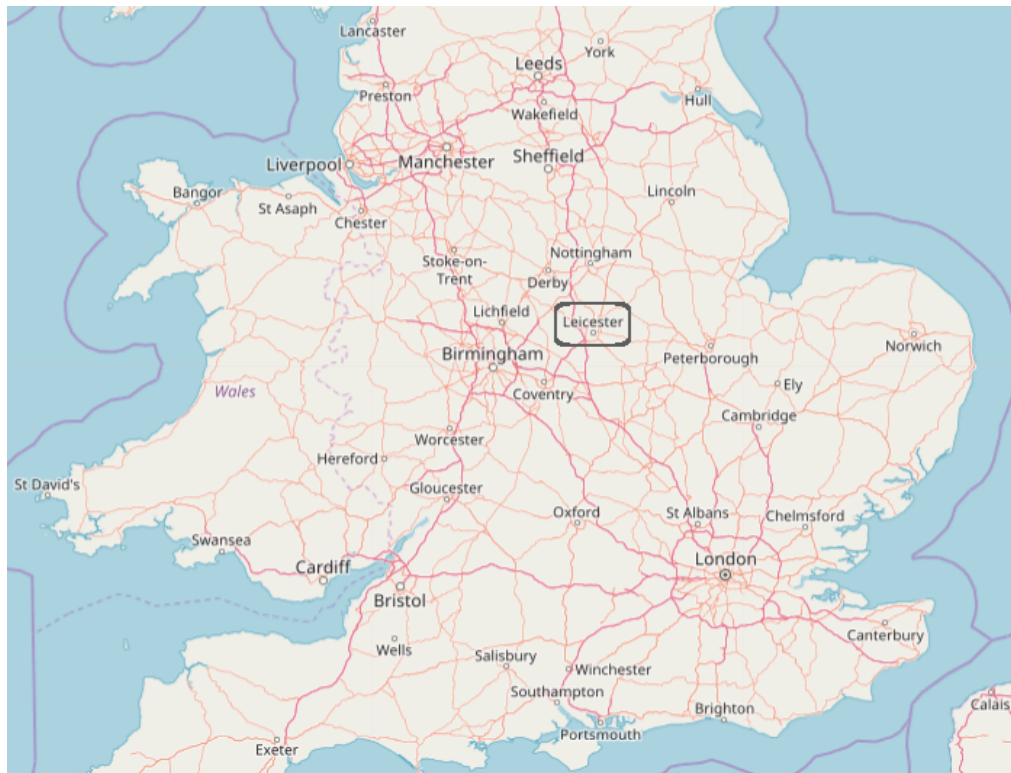 Lancaster
York
Leeds
Preston
Hull
Wakefield
Liverpool
Manchester
Sheffield
Bangor
St Asaph
Lincoln
Chester
Stoke-on-
Trent
Nottingham
Derby
Lichfield
Leicester
Norwich
Birmingham
Peterborough
Coventry
Ely
Wales
Cambridge
Worcester
Hereford
St David's
Gloucester
Oxford
St Albans
Chelmsford
Swansea
London
Cardiff
Bristol
Canterbury
Wells
Salisbury
Winchester
Southampton
Calais
Brighton
Portsmouth
Exeter